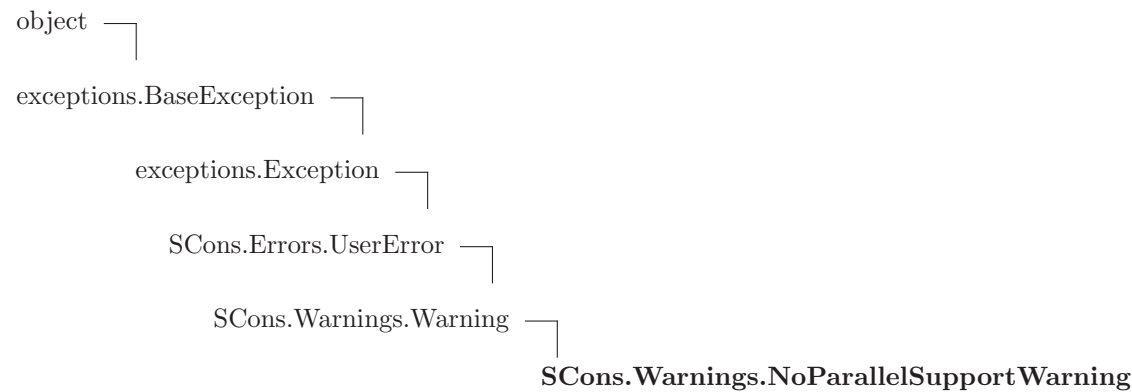 object
exceptions.BaseException
exceptions.Exception
SCons.Errors.UserError
SCons.Warnings.Warning
SCons.Warnings.NoParallelSupportWarning